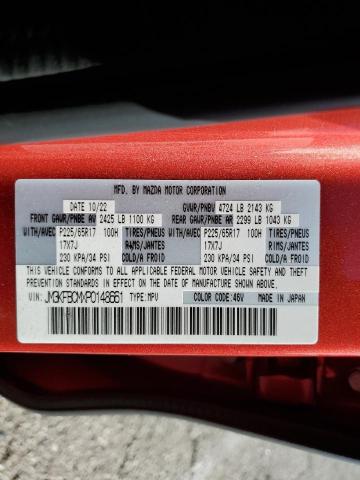 MFD. BY MAZDA MOTOR CORPORATION
DATE 10/22 GVWR/PNBV 4724 LB 2143 KG
FRONT GAWR/PNBE AV 2425 LB 1100 KG REAR GAWR/PNBE AR 2299 LB 1043 KG
WITH/AVEC P225/65R17 100H TIRES/PNEUS WITH/AVEC P225/65R17 100H TIRES/PNEUS
17X7J RIMS/JANTES 17X7J RIMS/JANTES
230 KPA/34 PSI COLD/A FROID 230 KPA/34 PSI COLD/A FROID
THIS VEHICLE CONFORMS TO ALL APPLICABLE FEDERAL MOTOR VEHICLE SAFETY, BUMPER, AND THEFT
PREVENTION STANDARDS IN EFFECT ON THE DATE OF MANUFACTURE SHOWN ABOVE.
VIN: JM3KFBCMXP0148661 TYPE: MPV COLOR CODE: 46V MADE IN JAPAN